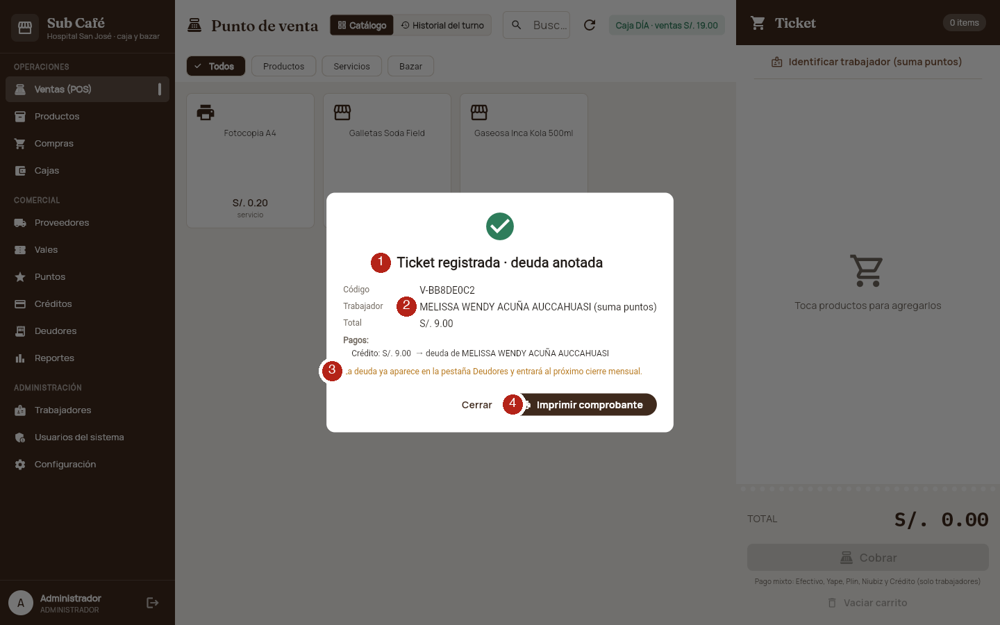 Sub Café
Hospital San José · caja y bazar
OPERACIONES
Ventas (POS)
Productos
Compras
Cajas
COMERCIAL
Proveedores
Vales
Puntos
Créditos
Deudores
Reportes
ADMINISTRACIÓN
Trabajadores
Usuarios del sistema
Configuración
A
Administrador
ADMINISTRADOR
Punto de venta
Catálogo
Historial del turno
Busc...
Caja DÍA · ventas S/. 19.00
Todos
Productos
Servicios
Bazar
Fotocopia A4
S/. 0.20
servicio
Galletas Soda Field
Gaseosa Inca Kola 500ml
1 Ticket registrada · deuda anotada
Código V-BB8DE0C2
Trabajador 2 MELISSA WENDY ACUÑA AUCCAHUASI (suma puntos)
Total S/. 9.00
Pagos:
Crédito: S/. 9.00 → deuda de MELISSA WENDY ACUÑA AUCCAHUASI
3 La deuda ya aparece en la pestaña Deudores y entrará al próximo cierre mensual.
Cerrar
4 Imprimir comprobante
Ticket
0 items
Identificar trabajador (suma puntos)
Toca productos para agregarlos
TOTAL S/. 0.00
Cobrar
Pago mixto: Efectivo, Yape, Plin, Niubiz y Crédito (solo trabajadores)
Vaciar carrito